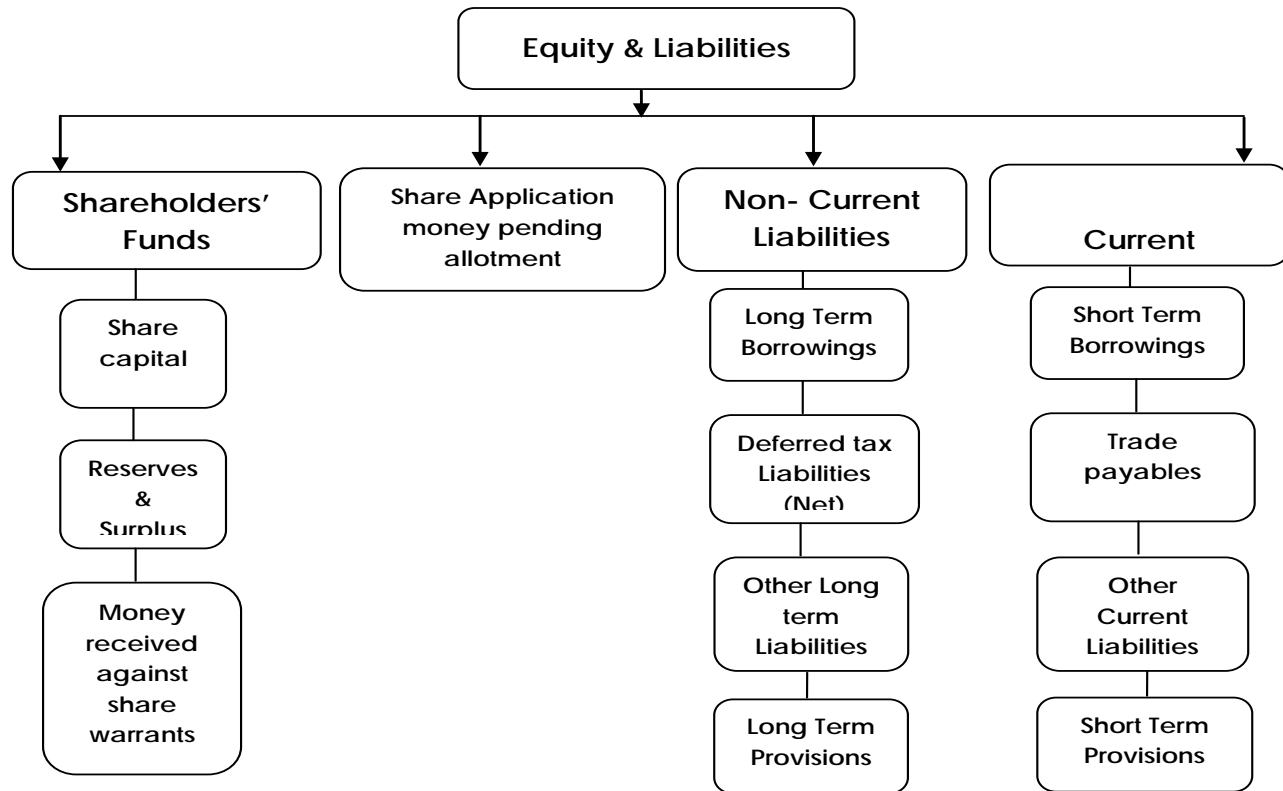 Equity & Liabilities
Shareholders’
Funds
Share Application
money pending
allotment
Non- Current
Liabilities
Current
Share
capital
Reserves
&
Surplus
Money
received
against
share
warrants
Long Term
Borrowings
Deferred tax
Liabilities
(Net)
Other Long
term
Liabilities
Long Term
Provisions
Short Term
Borrowings
Trade
payables
Other
Current
Liabilities
Short Term
Provisions